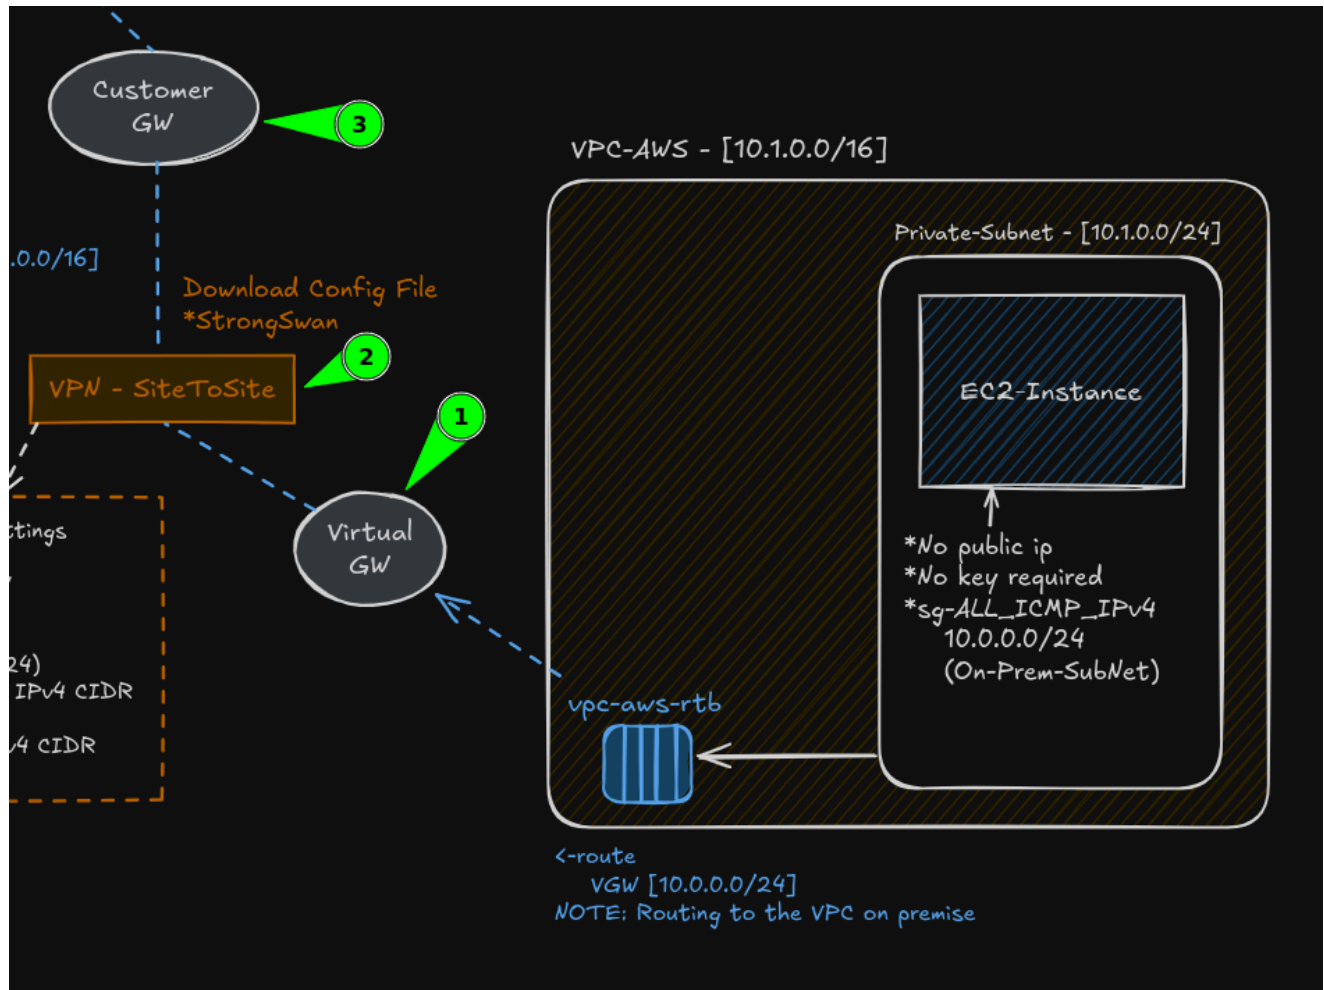 Customer
GW
3
VPC-AWS - [10.1.0.0/16]
Private-Subnet - [10.1.0.0/24]
.0.0/16]
Download Config File
*StrongSwan
2
VPN - SiteToSite
1
EC2-Instance
Virtual
GW
ttings
*No public ip
*No key required
*sg-ALL_ICMP_IPv4
10.0.0.0/24
(On-Prem-SubNet)
24)
IPv4 CIDR
v4 CIDR
vpc-aws-rtb
<-route
VGW [10.0.0.0/24]
NOTE: Routing to the VPC on premise